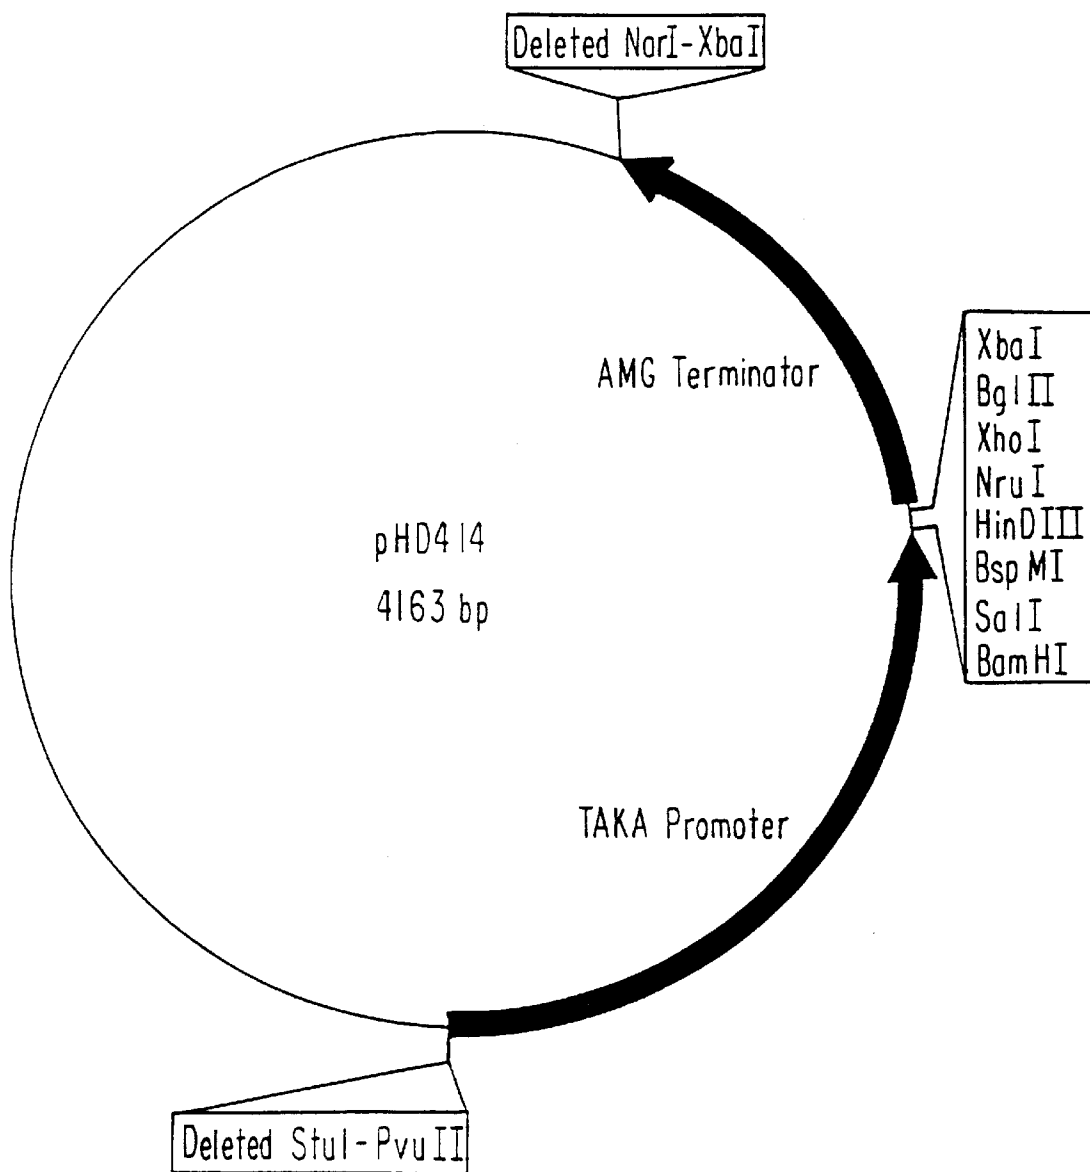 Deleted NarI-XbaI
XbaI
BglII
XhoI
NruI
HinDIII
BspMI
SalI
BamHI
AMG Terminator
pHD414
4163 bp
TAKA Promoter
Deleted StuI-PvuII